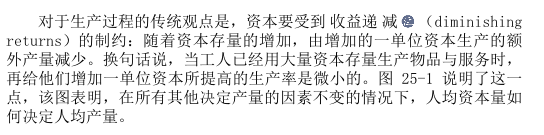 对于生产过程的传统观点是，资本要受到 收益递 减 （diminishing
returns）的制约：随着资本存量的增加，由增加的一单位资本生产的额
外产量减少。换句话说，当工人已经用大量资本存量生产物品与服务时，
再给他们增加一单位资本所提高的生产率是微小的。图 25-1 说明了这一
点，该图表明，在所有其他决定产量的因素不变的情况下，人均资本量如
何决定人均产量。